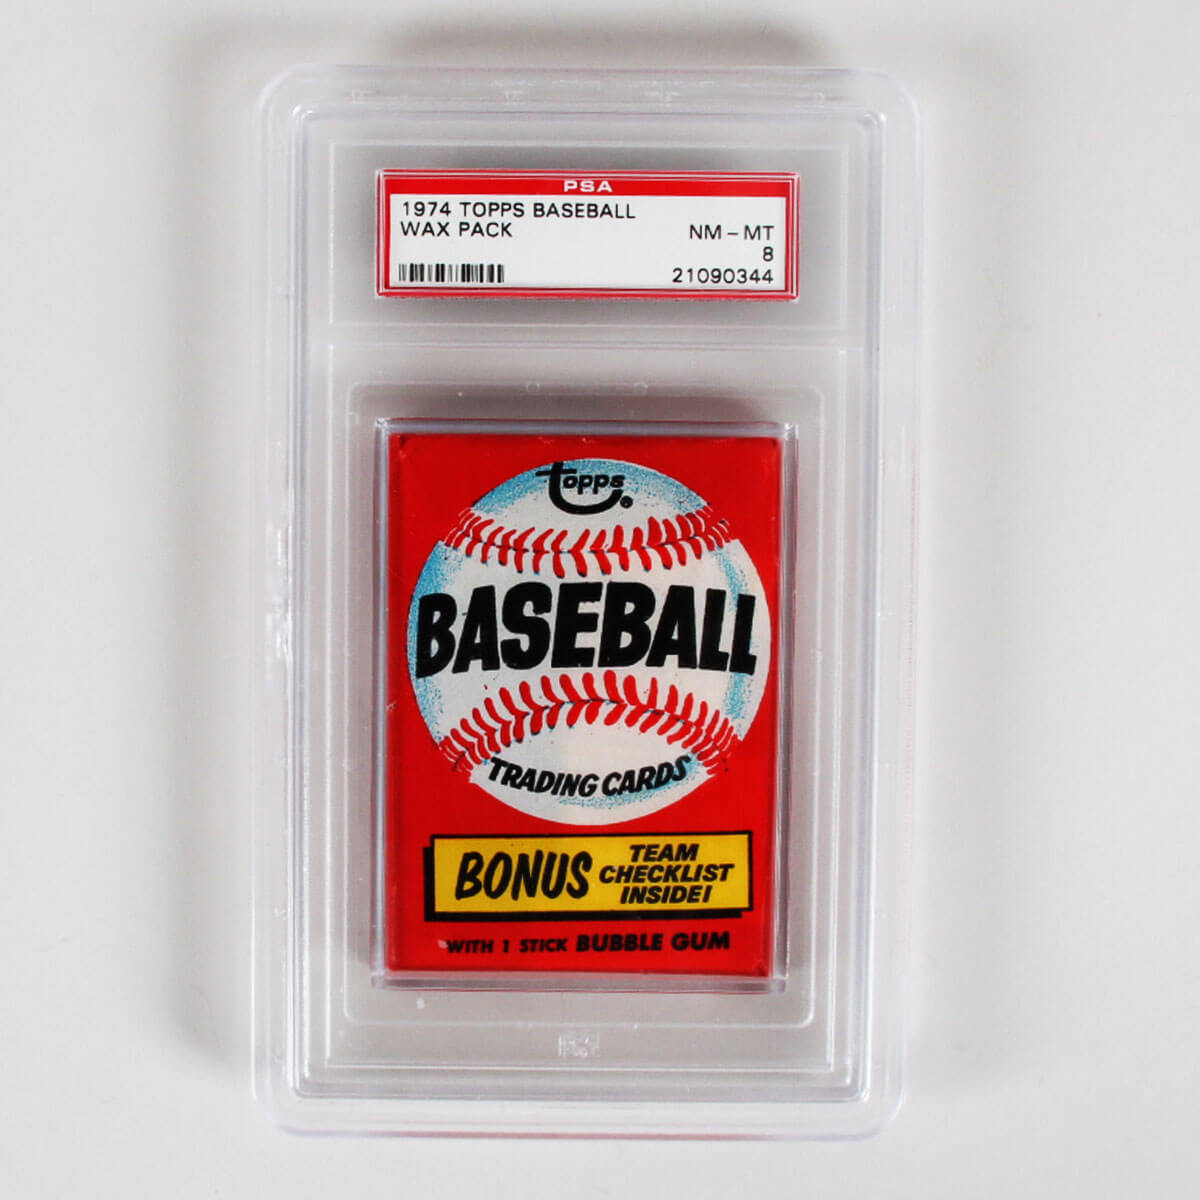 PSA
1974 TOPPS BASEBALL
WAX PACK
NM – MT
8
21090344
topps
BASEBALL
TRADING CARDS
BONUS
TEAM
CHECKLIST
INSIDE!
WITH 1 STICK BUBBLE GUM